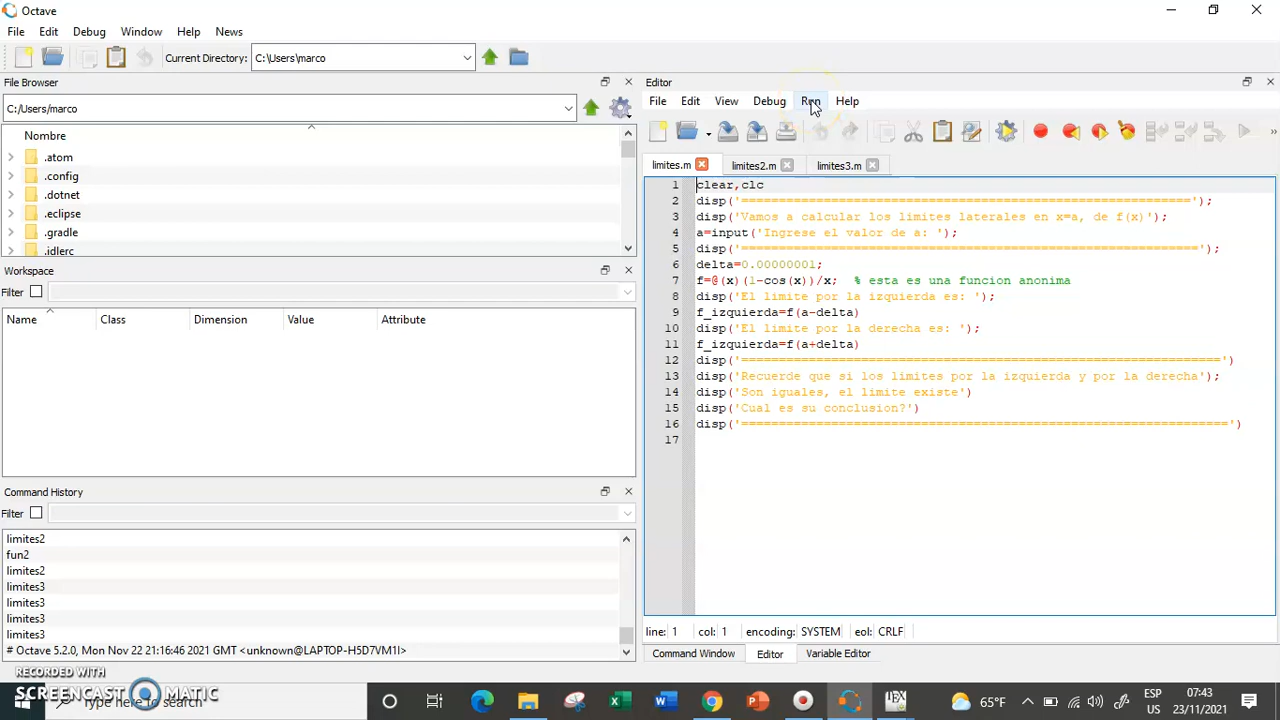 Octave
File Edit Debug Window Help News
Current Directory: C:\Users\marco
File Browser
C:/Users/marco
Nombre
.atom
.config
.dotnet
.eclipse
.gradle
.idlerc
Workspace
Filter
Name Class Dimension Value Attribute
Command History
Filter
limites2
fun2
limites2
limites3
limites3
limites3
limites3
# Octave 5.2.0, Mon Nov 22 21:16:46 2021 GMT <unknown@LAPTOP-H5D7VM1I>
Editor
File Edit View Debug Run Help
limites.m limites2.m limites3.m
1 clear,clc
2 disp('=============================================================');
3 disp('Vamos a calcular los limites laterales en x=a, de f(x)');
4 a=input('Ingrese el valor de a: ');
5 disp('==============================================================');
6 delta=0.00000001;
7 f=@(x)(1-cos(x))/x; % esta es una funcion anonima
8 disp('El limite por la izquierda es: ');
9 f_izquierda=f(a-delta)
10 disp('El limite por la derecha es: ');
11 f_izquierda=f(a+delta)
12 disp('=================================================================')
13 disp('Recuerde que si los limites por la izquierda y por la derecha');
14 disp('Son iguales, el limite existe')
15 disp('Cual es su conclusion?')
16 disp('==================================================================')
17
line: 1 col: 1 encoding: SYSTEM eol: CRLF
Command Window Editor Variable Editor
RECORDED WITH
SCREENCAST MATIC
Type here to search
65°F
ESP
US
07:43
23/11/2021